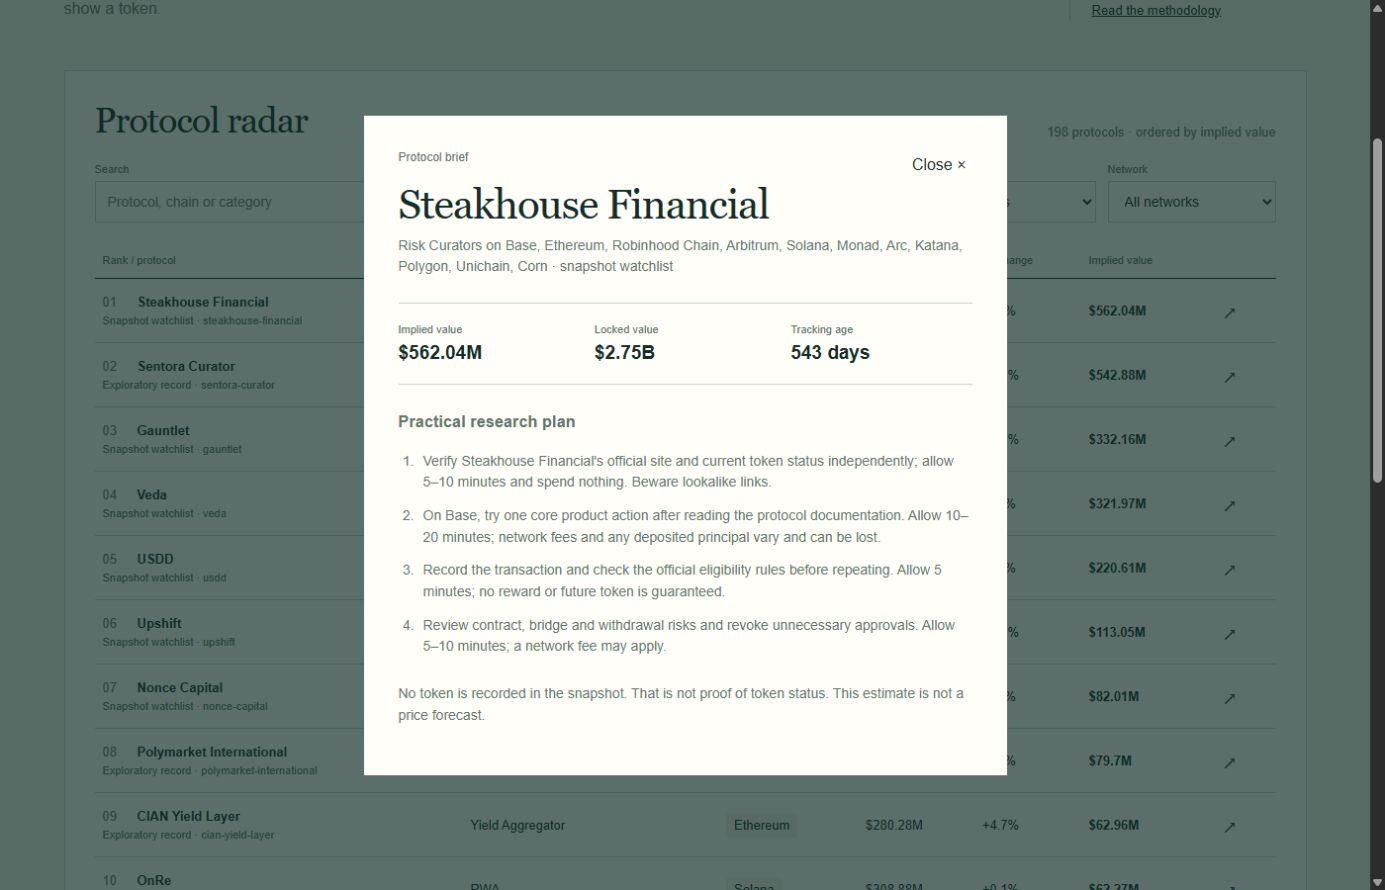 show a token.
Read the methodology
Protocol radar
198 protocols · ordered by implied value
Search
Network
Protocol, chain or category
All networks
Rank / protocol
Implied value
01 Steakhouse Financial
Snapshot watchlist · steakhouse-financial
$562.04M ↗
02 Sentora Curator
Exploratory record · sentora-curator
% $542.88M ↗
03 Gauntlet
Snapshot watchlist · gauntlet
% $332.16M ↗
04 Veda
Snapshot watchlist · veda
% $321.97M ↗
05 USDD
Snapshot watchlist · usdd
% $220.61M ↗
06 Upshift
Snapshot watchlist · upshift
% $113.05M ↗
07 Nonce Capital
Snapshot watchlist · nonce-capital
% $82.01M ↗
08 Polymarket International
Exploratory record · polymarket-international
% $79.7M ↗
09 CIAN Yield Layer
Exploratory record · cian-yield-layer
Yield Aggregator Ethereum $280.28M +4.7% $62.96M ↗
10 OnRe
RWA Solana $308.88M +0.1% $62.37M
Protocol brief
Close ×
Steakhouse Financial
Risk Curators on Base, Ethereum, Robinhood Chain, Arbitrum, Solana, Monad, Arc, Katana,
Polygon, Unichain, Corn · snapshot watchlist
Implied value Locked value Tracking age
$562.04M $2.75B 543 days
Practical research plan
1. Verify Steakhouse Financial's official site and current token status independently; allow
5–10 minutes and spend nothing. Beware lookalike links.
2. On Base, try one core product action after reading the protocol documentation. Allow 10–
20 minutes; network fees and any deposited principal vary and can be lost.
3. Record the transaction and check the official eligibility rules before repeating. Allow 5
minutes; no reward or future token is guaranteed.
4. Review contract, bridge and withdrawal risks and revoke unnecessary approvals. Allow
5–10 minutes; a network fee may apply.
No token is recorded in the snapshot. That is not proof of token status. This estimate is not a
price forecast.